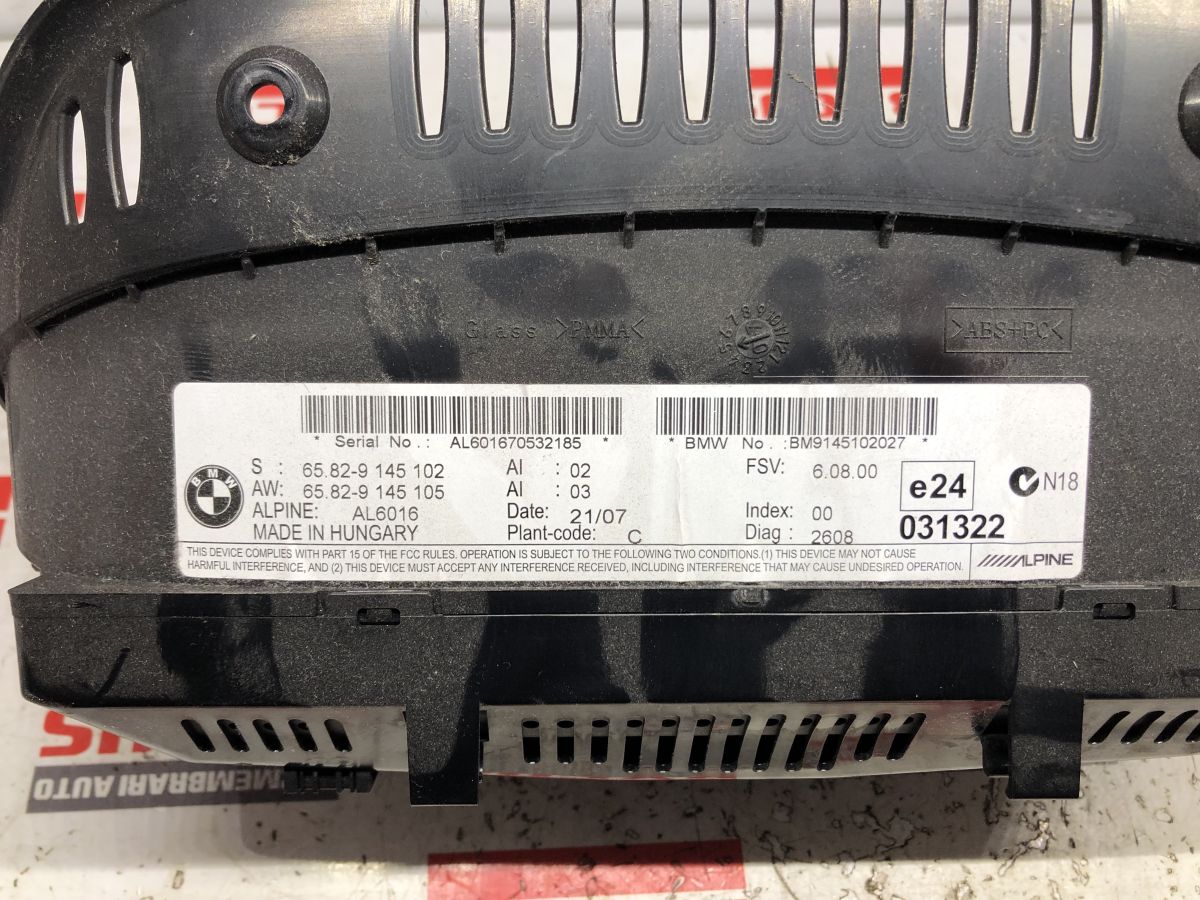 Glass >PMMA<
>ABS+PC<
* Serial No.: AL601670532185 *
* BMW No.: BM9145102027 *
BMW
S : 65.82-9 145 102 AI : 02 FSV: 6.08.00
AW: 65.82-9 145 105 AI : 03
ALPINE: AL6016 Date: 21/07 Index: 00
MADE IN HUNGARY Plant-code: C Diag : 2608
e24
031322
N18
THIS DEVICE COMPLIES WITH PART 15 OF THE FCC RULES. OPERATION IS SUBJECT TO THE FOLLOWING TWO CONDITIONS.(1) THIS DEVICE MAY NOT CAUSE
HARMFUL INTERFERENCE, AND (2) THIS DEVICE MUST ACCEPT ANY INTERFERENCE RECEIVED, INCLUDING INTERFERENCE THAT MAY CAUSE UNDESIRED OPERATION.
ALPINE
MEMBRARI AUTO